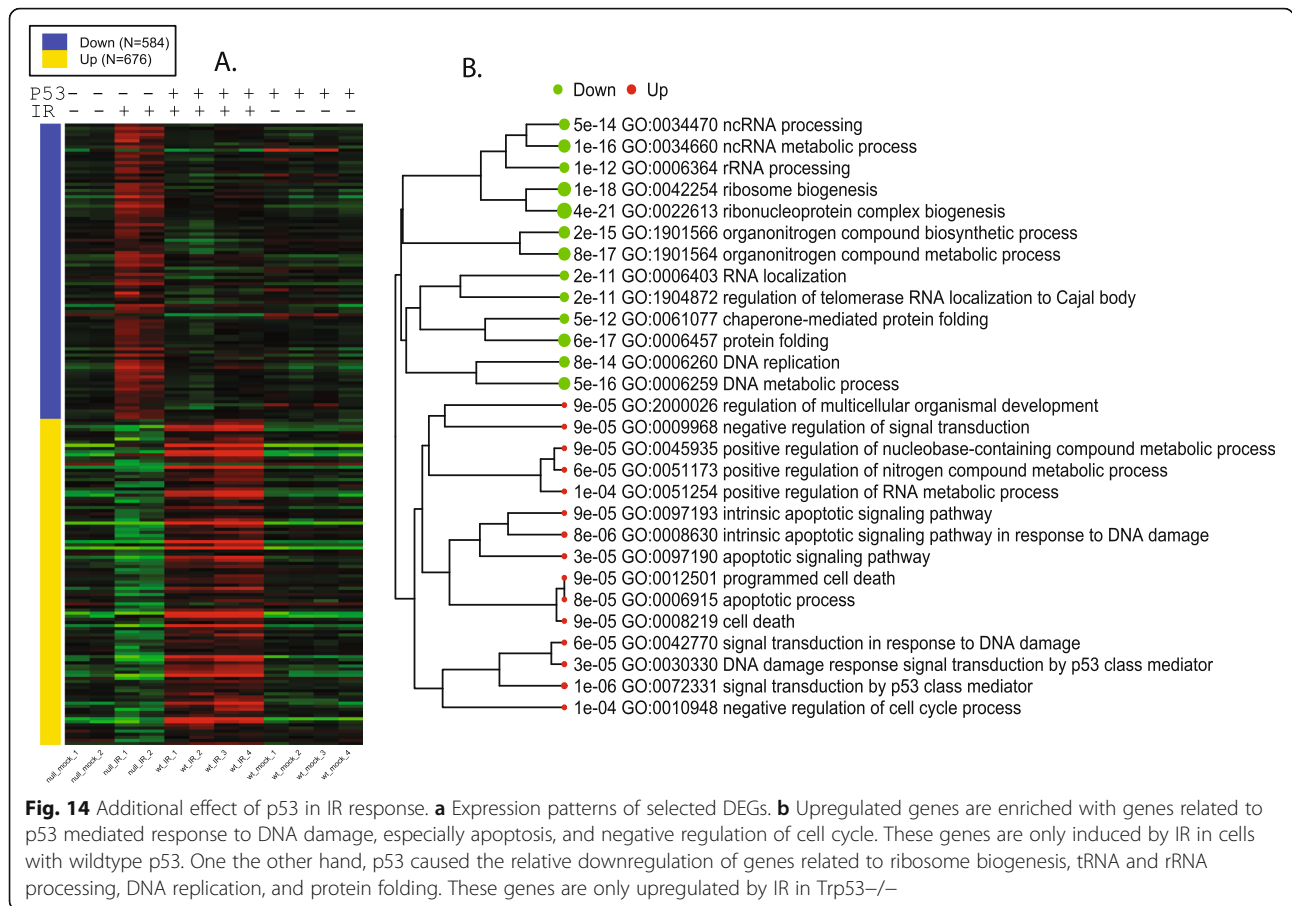 Down (N=584)
Up (N=676)
A.
P53 - - - - + + + + + + + +
IR - - + + + + + + - - - -
null_mock_1
null_mock_2
null_IR_1
null_IR_2
wt_IR_1
wt_IR_2
wt_IR_3
wt_IR_4
wt_mock_1
wt_mock_2
wt_mock_3
wt_mock_4
B.
Down Up
5e-14 GO:0034470 ncRNA processing
1e-16 GO:0034660 ncRNA metabolic process
1e-12 GO:0006364 rRNA processing
1e-18 GO:0042254 ribosome biogenesis
4e-21 GO:0022613 ribonucleoprotein complex biogenesis
2e-15 GO:1901566 organonitrogen compound biosynthetic process
8e-17 GO:1901564 organonitrogen compound metabolic process
2e-11 GO:0006403 RNA localization
2e-11 GO:1904872 regulation of telomerase RNA localization to Cajal body
5e-12 GO:0061077 chaperone-mediated protein folding
6e-17 GO:0006457 protein folding
8e-14 GO:0006260 DNA replication
5e-16 GO:0006259 DNA metabolic process
9e-05 GO:2000026 regulation of multicellular organismal development
9e-05 GO:0009968 negative regulation of signal transduction
9e-05 GO:0045935 positive regulation of nucleobase-containing compound metabolic process
6e-05 GO:0051173 positive regulation of nitrogen compound metabolic process
1e-04 GO:0051254 positive regulation of RNA metabolic process
9e-05 GO:0097193 intrinsic apoptotic signaling pathway
8e-06 GO:0008630 intrinsic apoptotic signaling pathway in response to DNA damage
3e-05 GO:0097190 apoptotic signaling pathway
9e-05 GO:0012501 programmed cell death
8e-05 GO:0006915 apoptotic process
9e-05 GO:0008219 cell death
6e-05 GO:0042770 signal transduction in response to DNA damage
3e-05 GO:0030330 DNA damage response signal transduction by p53 class mediator
1e-06 GO:0072331 signal transduction by p53 class mediator
1e-04 GO:0010948 negative regulation of cell cycle process
Fig. 14 Additional effect of p53 in IR response. a Expression patterns of selected DEGs. b Upregulated genes are enriched with genes related to
p53 mediated response to DNA damage, especially apoptosis, and negative regulation of cell cycle. These genes are only induced by IR in cells
with wildtype p53. One the other hand, p53 caused the relative downregulation of genes related to ribosome biogenesis, tRNA and rRNA
processing, DNA replication, and protein folding. These genes are only upregulated by IR in Trp53−/−